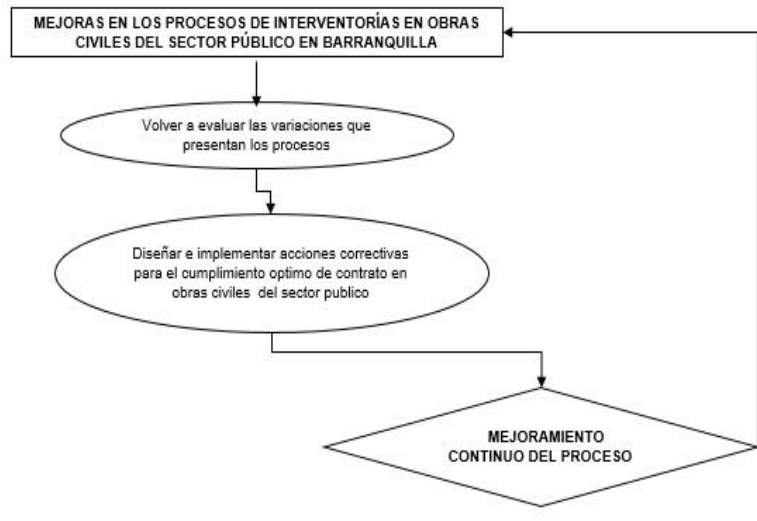 MEJORAS EN LOS PROCESOS DE INTERVENTORÍAS EN OBRAS
CIVILES DEL SECTOR PÚBLICO EN BARRANQUILLA
Volver a evaluar las variaciones que
presentan los procesos
Diseñar e implementar acciones correctivas
para el cumplimiento optimo de contrato en
obras civiles del sector publico
MEJORAMIENTO
CONTINUO DEL PROCESO